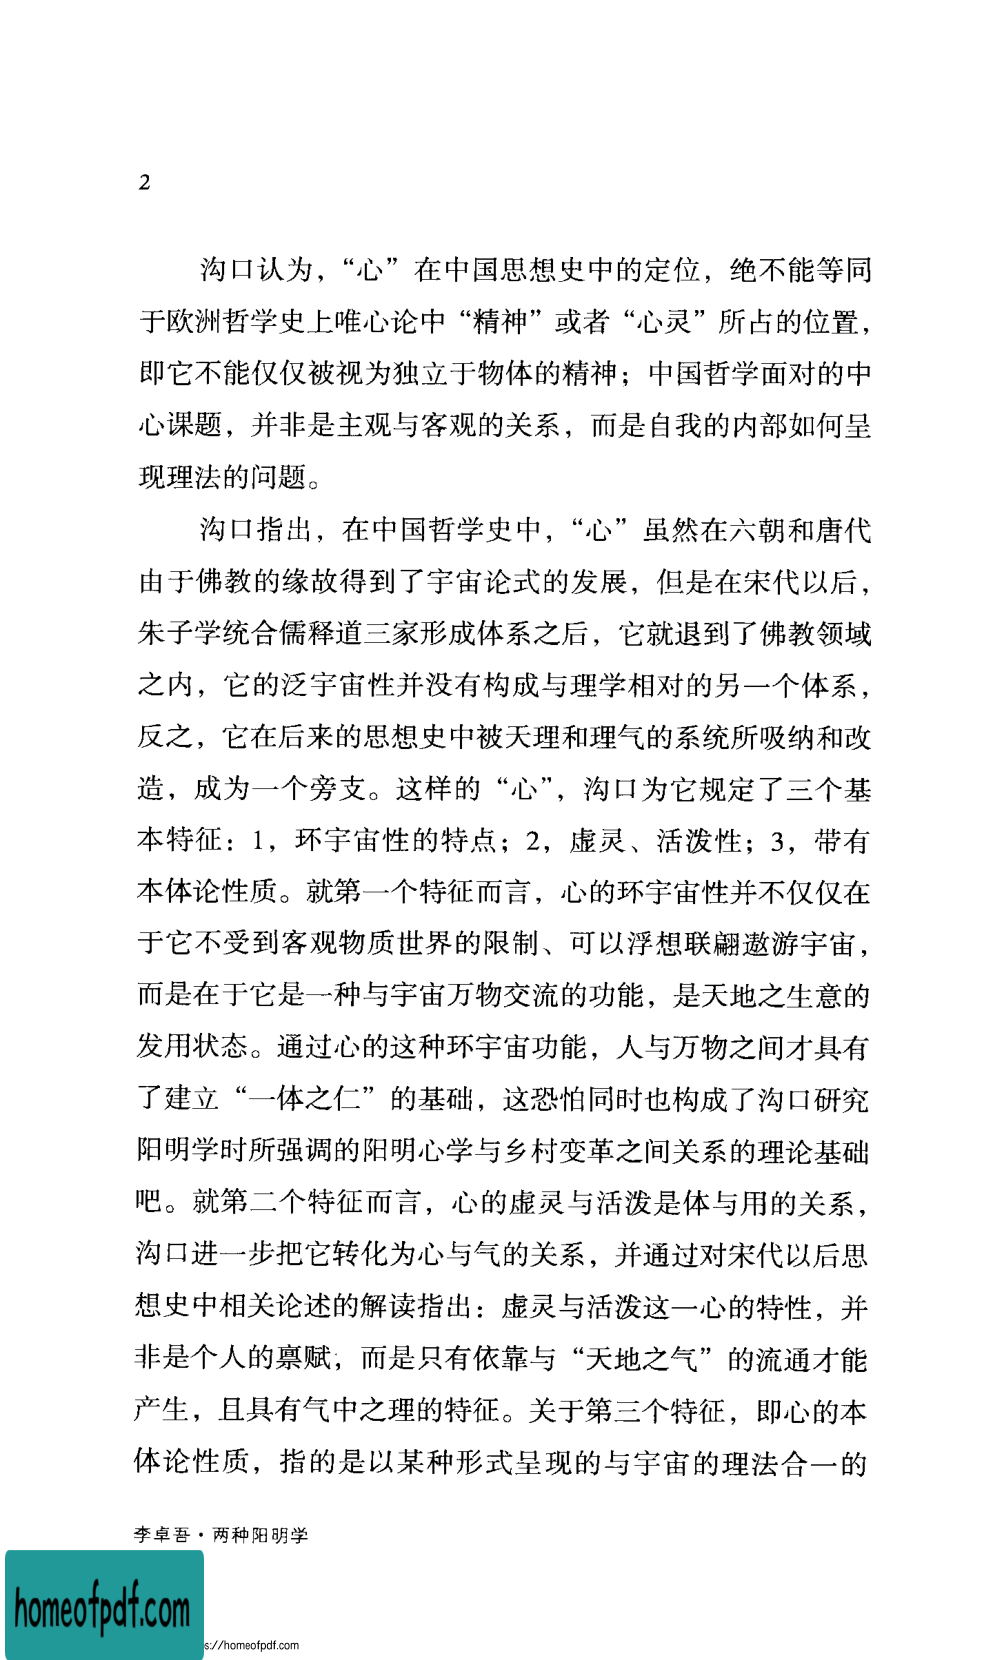 2
沟口认为，“心”在中国思想史中的定位，绝不能等同
于欧洲哲学史上唯心论中“精神”或者“心灵”所占的位置，
即它不能仅仅被视为独立于物体的精神；中国哲学面对的中
心课题，并非是主观与客观的关系，而是自我的内部如何呈
现理法的问题。
沟口指出，在中国哲学史中，“心”虽然在六朝和唐代
由于佛教的缘故得到了宇宙论式的发展，但是在宋代以后，
朱子学统合儒释道三家形成体系之后，它就退到了佛教领域
之内，它的泛宇宙性并没有构成与理学相对的另一个体系，
反之，它在后来的思想史中被天理和理气的系统所吸纳和改
造，成为一个旁支。这样的“心”，沟口为它规定了三个基
本特征：1，环宇宙性的特点；2，虚灵、活泼性；3，带有
本体论性质。就第一个特征而言，心的环宇宙性并不仅仅在
于它不受到客观物质世界的限制、可以浮想联翩遨游宇宙，
而是在于它是一种与宇宙万物交流的功能，是天地之生意的
发用状态。通过心的这种环宇宙功能，人与万物之间才具有
了建立“一体之仁”的基础，这恐怕同时也构成了沟口研究
阳明学时所强调的阳明心学与乡村变革之间关系的理论基础
吧。就第二个特征而言，心的虚灵与活泼是体与用的关系，
沟口进一步把它转化为心与气的关系，并通过对宋代以后思
想史中相关论述的解读指出：虚灵与活泼这一心的特性，并
非是个人的禀赋，而是只有依靠与“天地之气”的流通才能
产生，且具有气中之理的特征。关于第三个特征，即心的本
体论性质，指的是以某种形式呈现的与宇宙的理法合一的
李卓吾·两种阳明学
homeofpdf.com
s://homeofpdf.com